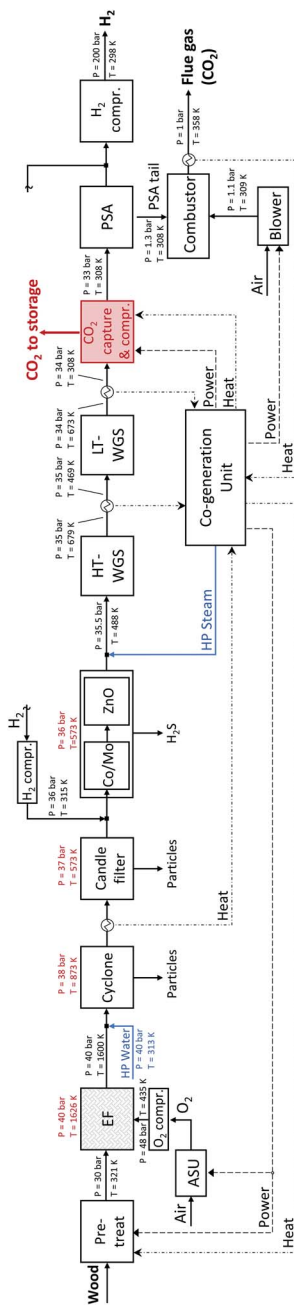 Wood
Pre-
treat
P = 30 bar
T = 321 K
P = 40 bar
T = 1626 K
EF
P = 48 bar
T = 435 K
O2 compr.
O2
ASU
Air
Power
Heat
P = 40 bar
T = 1600 K
HP Water
P = 40 bar
T = 313 K
P = 38 bar
T = 873 K
Cyclone
Particles
Heat
P = 37 bar
T = 573 K
Candle
filter
Particles
H2
H2 compr.
P = 36 bar
T = 315 K
P= 36 bar
T=573 K
Co/Mo
ZnO
H2S
P = 35.5 bar
T = 488 K
HP Steam
HT-
WGS
P = 35 bar
T = 679 K
P = 35 bar
T = 469 K
LT-
WGS
P = 34 bar
T = 673 K
P = 34 bar
T = 308 K
Co-generation
Unit
CO2 to storage
CO2
capture
& compr.
Power
Heat
P = 33 bar
T = 308 K
PSA
PSA tail
P = 1.3 bar
T = 308 K
H2
compr.
P = 200 bar
T = 298 K
H2
Combustor
P = 1 bar
T = 358 K
Flue gas
(CO2)
P = 1.1 bar
T = 309 K
Air
Blower
Power
Heat